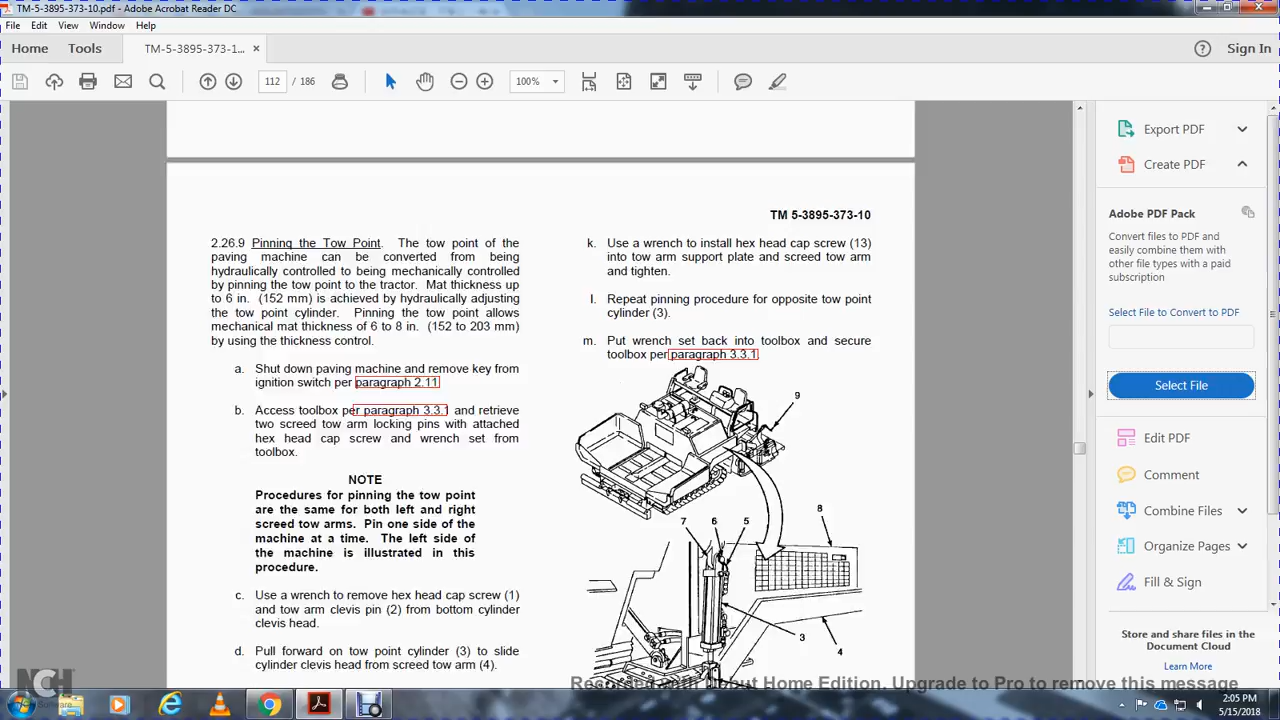 TM-5-3895-373-10.pdf - Adobe Acrobat Reader DC
File Edit View Window Help
Home Tools TM-5-3895-373-1... × Sign In
112 / 186 100%
TM 5-3895-373-10
2.26.9 Pinning the Tow Point. The tow point of the
paving machine can be converted from being
hydraulically controlled to being mechanically controlled
by pinning the tow point to the tractor. Mat thickness up
to 6 in. (152 mm) is achieved by hydraulically adjusting
the tow point cylinder. Pinning the tow point allows
mechanical mat thickness of 6 to 8 in. (152 to 203 mm)
by using the thickness control.
a. Shut down paving machine and remove key from
ignition switch per paragraph 2.11
b. Access toolbox per paragraph 3.3.1 and retrieve
two screed tow arm locking pins with attached
hex head cap screw and wrench set from
toolbox.
NOTE
Procedures for pinning the tow point
are the same for both left and right
screed tow arms. Pin one side of the
machine at a time. The left side of
the machine is illustrated in this
procedure.
c. Use a wrench to remove hex head cap screw (1)
and tow arm clevis pin (2) from bottom cylinder
clevis head.
d. Pull forward on tow point cylinder (3) to slide
cylinder clevis head from screed tow arm (4).
k. Use a wrench to install hex head cap screw (13)
into tow arm support plate and screed tow arm
and tighten.
l. Repeat pinning procedure for opposite tow point
cylinder (3).
m. Put wrench set back into toolbox and secure
toolbox per paragraph 3.3.1
9
8
7 6 5
3
4
Export PDF
Create PDF
Adobe PDF Pack
Convert files to PDF and
easily combine them with
other file types with a paid
subscription
Select File to Convert to PDF
Select File
Edit PDF
Comment
Combine Files
Organize Pages
Fill & Sign
Store and share files in the
Document Cloud
Learn More
NCH
Software
Home Edition. Upgrade to Pro to remove this message
2:05 PM
5/15/2018